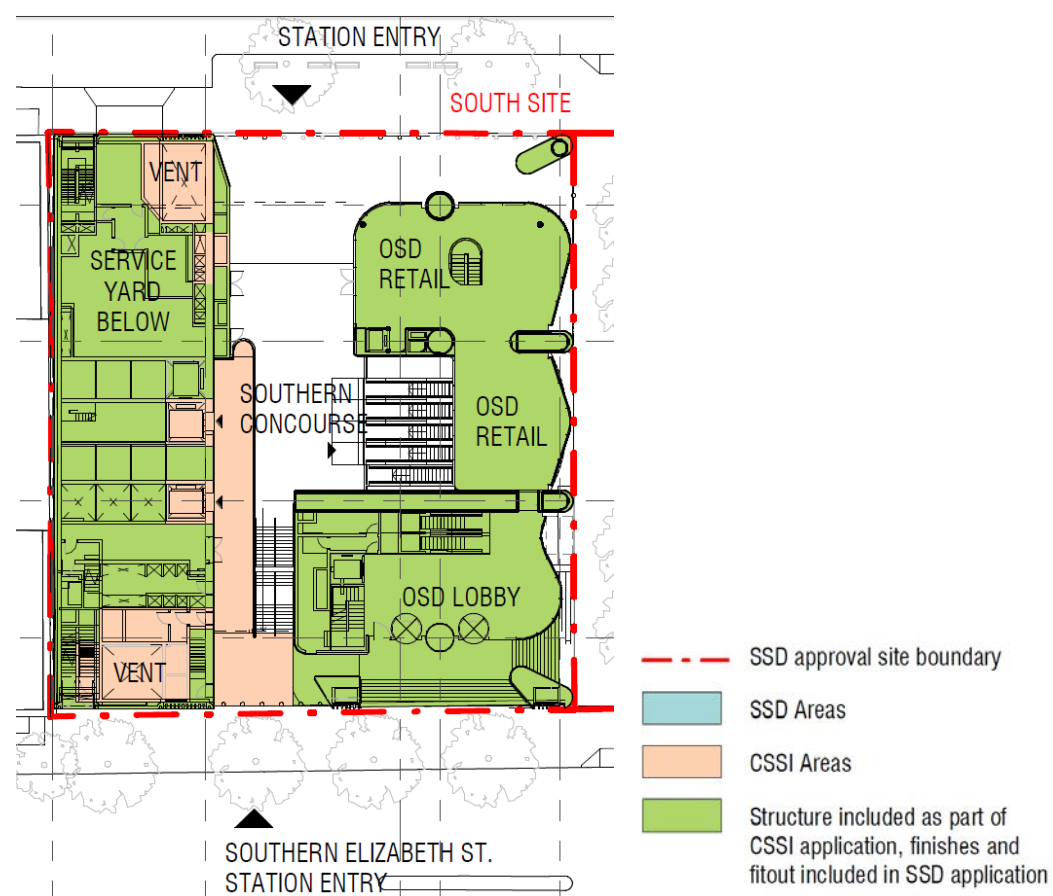 STATION ENTRY
SOUTH SITE
VENT
OSD
RETAIL
SERVICE
YARD
BELOW
SOUTHERN
CONCOURSE
OSD
RETAIL
OSD LOBBY
VENT
SOUTHERN ELIZABETH ST.
STATION ENTRY
SSD approval site boundary
SSD Areas
CSSI Areas
Structure included as part of
CSSI application, finishes and
fitout included in SSD application